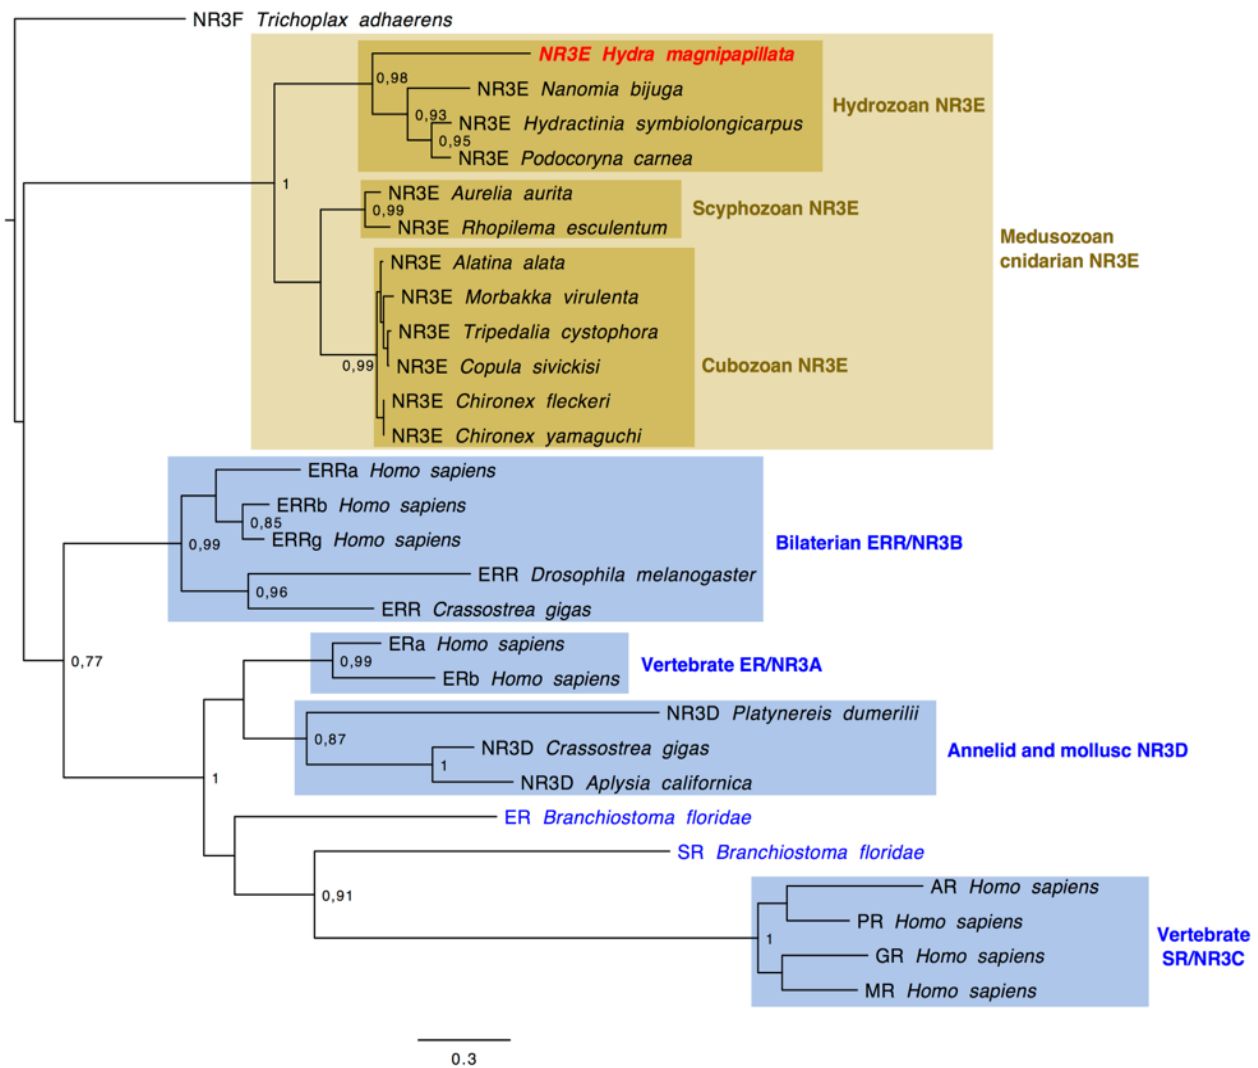 NR3F Trichoplax adhaerens
NR3E Hydra magnipapillata
0,98
NR3E Nanomia bijuga
Hydrozoan NR3E
0,93
NR3E Hydractinia symbiolongicarpus
0,95
NR3E Podocoryna carnea
1
NR3E Aurelia aurita
0,99
Scyphozoan NR3E
NR3E Rhopilema esculentum
Medusozoan
cnidarian NR3E
NR3E Alatina alata
NR3E Morbakka virulenta
NR3E Tripedalia cystophora
0,99
NR3E Copula sivickisi
Cubozoan NR3E
NR3E Chironex fleckeri
NR3E Chironex yamaguchi
ERRa Homo sapiens
ERRb Homo sapiens
0,85
ERRg Homo sapiens
0,99
Bilaterian ERR/NR3B
ERR Drosophila melanogaster
0,96
ERR Crassostrea gigas
ERa Homo sapiens
0,99
0,77
Vertebrate ER/NR3A
ERb Homo sapiens
NR3D Platynereis dumerilii
0,87
NR3D Crassostrea gigas
Annelid and mollusc NR3D
1
1
NR3D Aplysia californica
ER Branchiostoma floridae
SR Branchiostoma floridae
0,91
AR Homo sapiens
PR Homo sapiens
1
Vertebrate
SR/NR3C
GR Homo sapiens
MR Homo sapiens
0.3